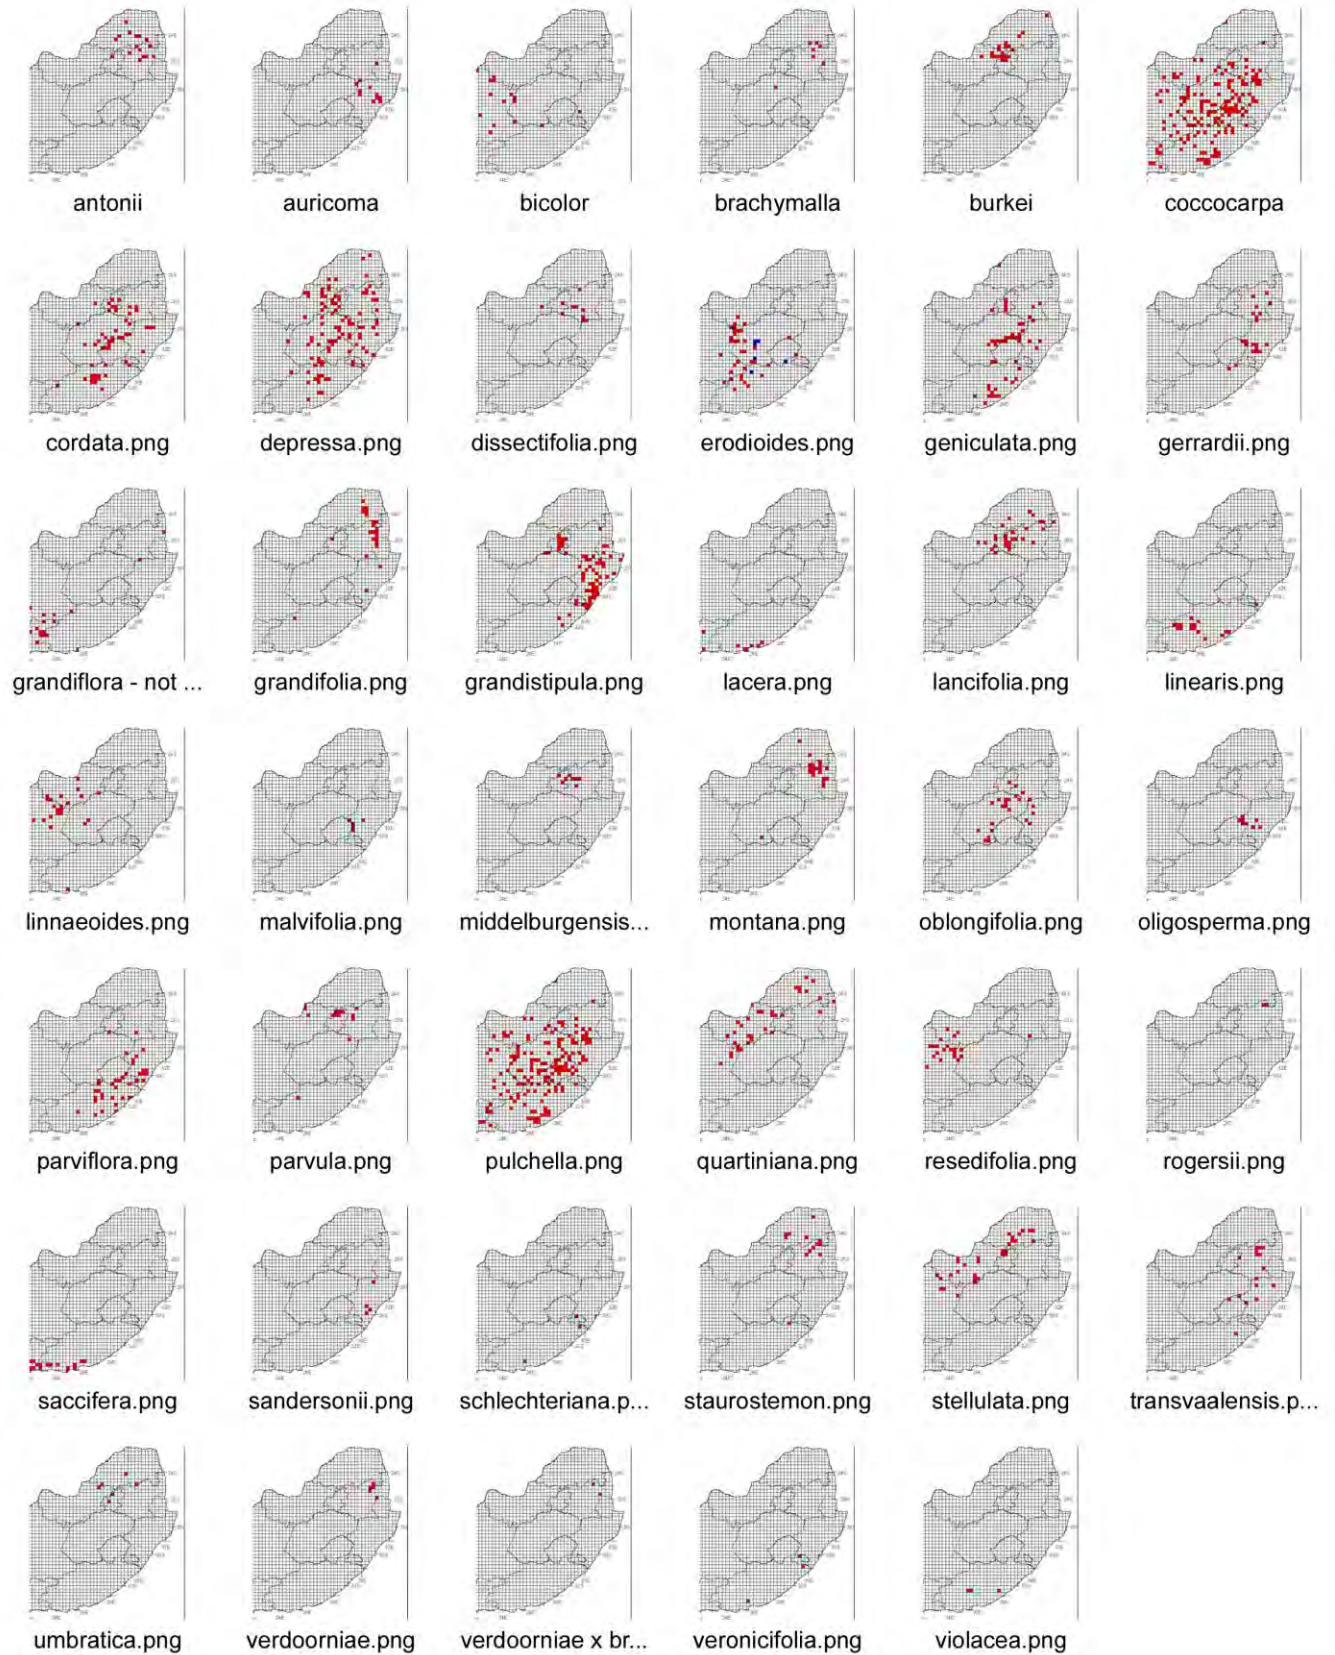 antonii auricoma bicolor brachymalla burkei coccocarpa
cordata.png depressa.png dissectifolia.png erodioides.png geniculata.png gerrardii.png
grandiflora - not ... grandifolia.png grandistipula.png lacera.png lancifolia.png linearis.png
linnaeoides.png malvifolia.png middelburgensis... montana.png oblongifolia.png oligosperma.png
parviflora.png parvula.png pulchella.png quartiniana.png resedifolia.png rogersii.png
saccifera.png sandersonii.png schlechteriana.p... staurostemon.png stellulata.png transvaalensis.p...
umbratica.png verdoorniae.png verdoorniae x br... veronicifolia.png violacea.png